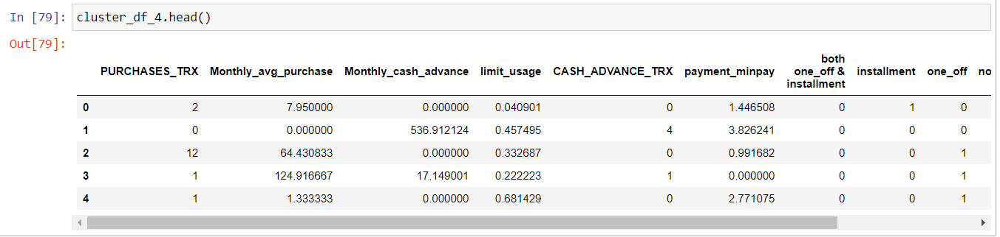 In [79]: cluster_df_4.head()
Out[79]:
both
PURCHASES_TRX Monthly_avg_purchase Monthly_cash_advance limit_usage CASH_ADVANCE_TRX payment_minpay one_off & installment one_off no
installment
0 2 7.950000 0.000000 0.040901 0 1.446508 0 1 0
1 0 0.000000 536.912124 0.457495 4 3.826241 0 0 0
2 12 64.430833 0.000000 0.332687 0 0.991682 0 0 1
3 1 124.916667 17.149001 0.222223 1 0.000000 0 0 1
4 1 1.333333 0.000000 0.681429 0 2.771075 0 0 1